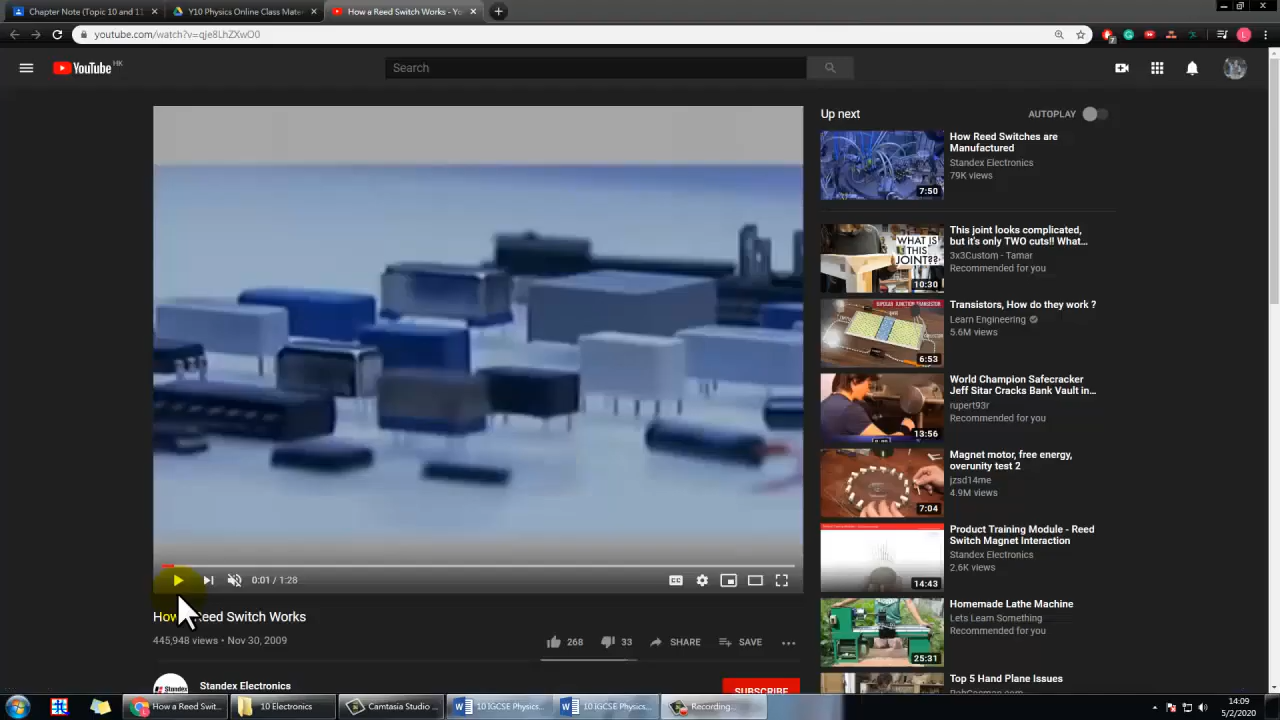 Chapter Note (Topic 10 and 11
Y10 Physics Online Class Mate
How a Reed Switch Works - Yo
youtube.com/watch?v=qje8LhZXwO0
YouTube HK
Search
Up next
AUTOPLAY
How Reed Switches are
Manufactured
Standex Electronics
79K views
7:50
This joint looks complicated,
but it's only TWO cuts!! What...
3x3Custom - Tamar
Recommended for you
WHAT IS
THIS
JOINT??
10:30
Transistors, How do they work ?
Learn Engineering
5.6M views
BIPOLAR JUNCTION TRANSISTOR
6:53
World Champion Safecracker
Jeff Sitar Cracks Bank Vault in...
rupert93r
Recommended for you
13:56
Magnet motor, free energy,
overunity test 2
jzsd14me
4.9M views
7:04
Product Training Module - Reed
Switch Magnet Interaction
Standex Electronics
2.6K views
14:43
Homemade Lathe Machine
Lets Learn Something
Recommended for you
25:31
Top 5 Hand Plane Issues
RobCosman.com
0:01 / 1:28
CC
How Reed Switch Works
445,948 views • Nov 30, 2009
268
33
SHARE
SAVE
Standex
Standex Electronics
SUBSCRIBE
How a Reed Swit...
10 Electronics
Camtasia Studio ...
10 IGCSE Physics...
10 IGCSE Physics...
Recording...
14:09
5/2/2020